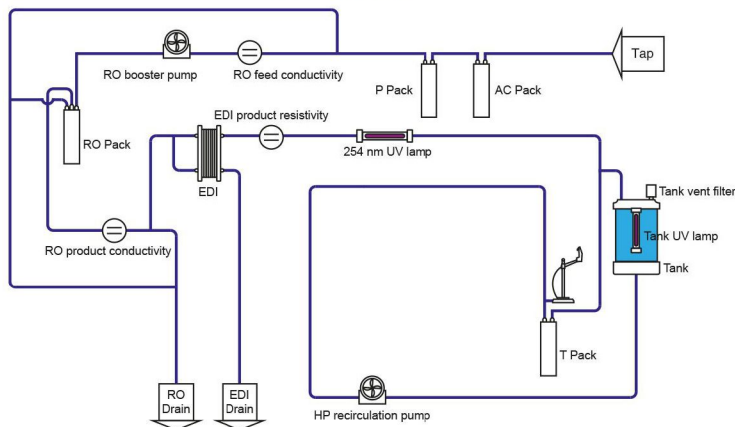 Tap
RO booster pump
RO feed conductivity
P Pack
AC Pack
EDI product resistivity
RO Pack
254 nm UV lamp
EDI
Tank vent filter
Tank UV lamp
RO product conductivity
Tank
T Pack
RO
Drain
EDI
Drain
HP recirculation pump